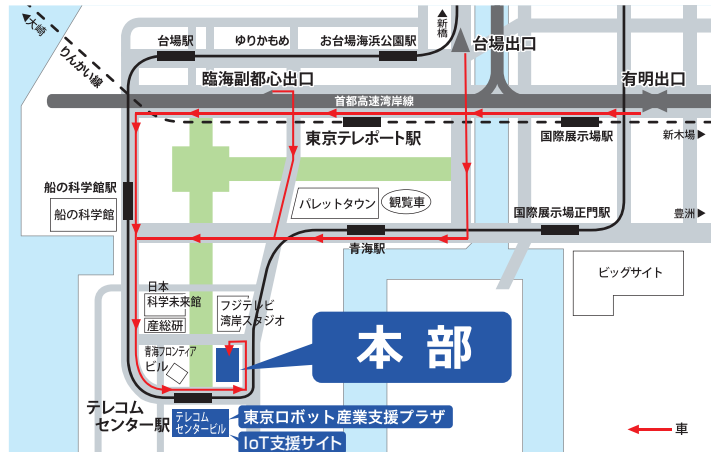 大崎
りんかい線
台場駅
ゆりかもめ
お台場海浜公園駅
新橋
台場出口
臨海副都心出口
有明出口
首都高速湾岸線
東京テレポート駅
国際展示場駅
新木場
船の科学館駅
船の科学館
パレットタウン
観覧車
国際展示場正門駅
豊洲
青海駅
ビッグサイト
日本
科学未来館
産総研
フジテレビ
湾岸スタジオ
青海フロンティア
ビル
本部
テレコム
センター駅
テレコム
センタービル
東京ロボット産業支援プラザ
IoT支援サイト
車